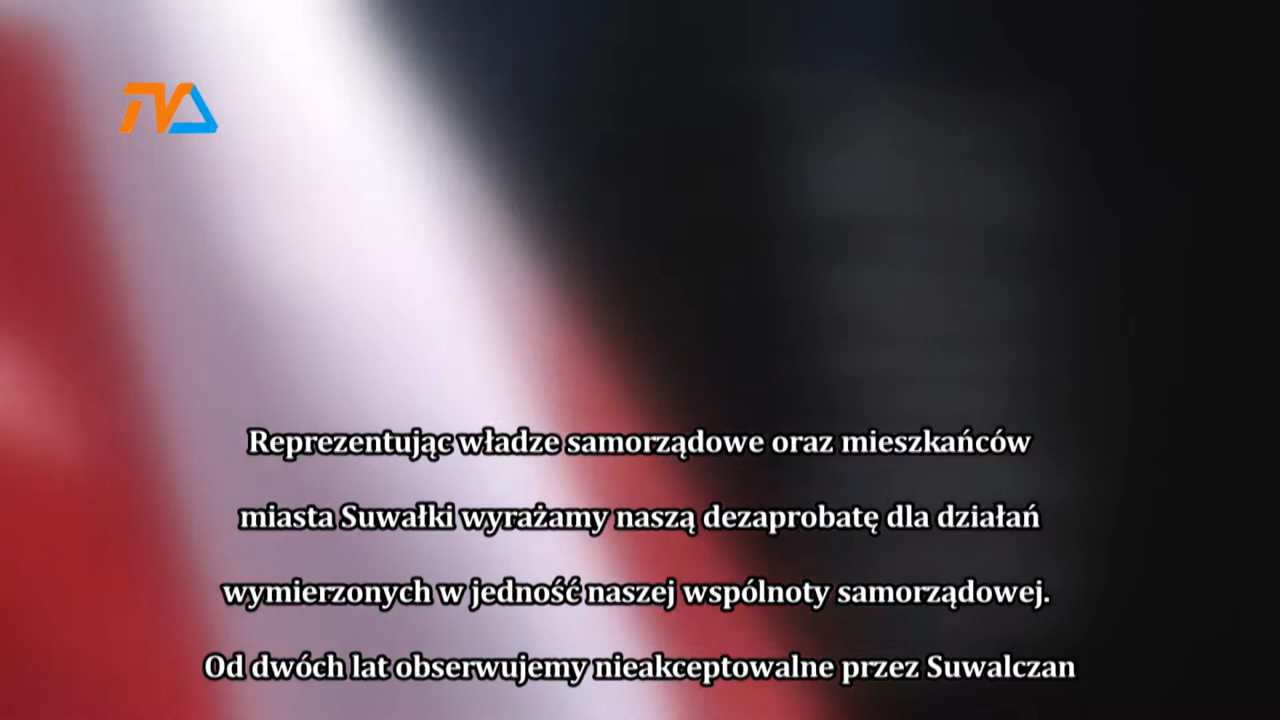 TVA
Reprezentując władze samorządowe oraz mieszkańców
miasta Suwałki wyrażamy naszą dezaprobatę dla działań
wymierzonych w jedność naszej wspólnoty samorządowej.
Od dwóch lat obserwujemy nieakceptowalne przez Suwalczan